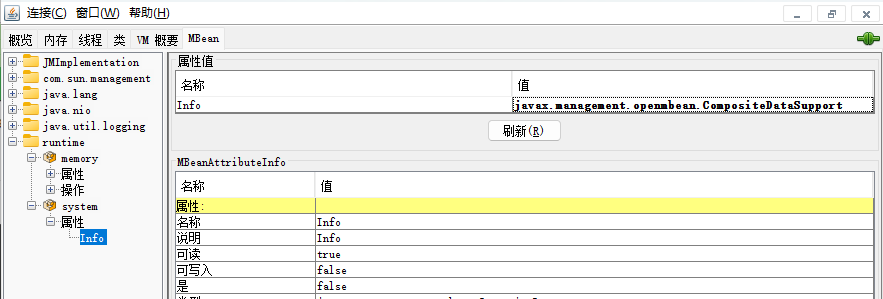 连接(C) 窗口(W) 帮助(H)
概览 内存 线程 类 VM 概要 MBean
JMImplementation
com.sun.management
java.lang
java.nio
java.util.logging
runtime
memory
属性
操作
system
属性
Info
属性值
名称 值
Info javax.management.openmbean.CompositeDataSupport
刷新(R)
MBeanAttributeInfo
名称 值
属性:
名称 Info
说明 Info
可读 true
可写入 false
是 false